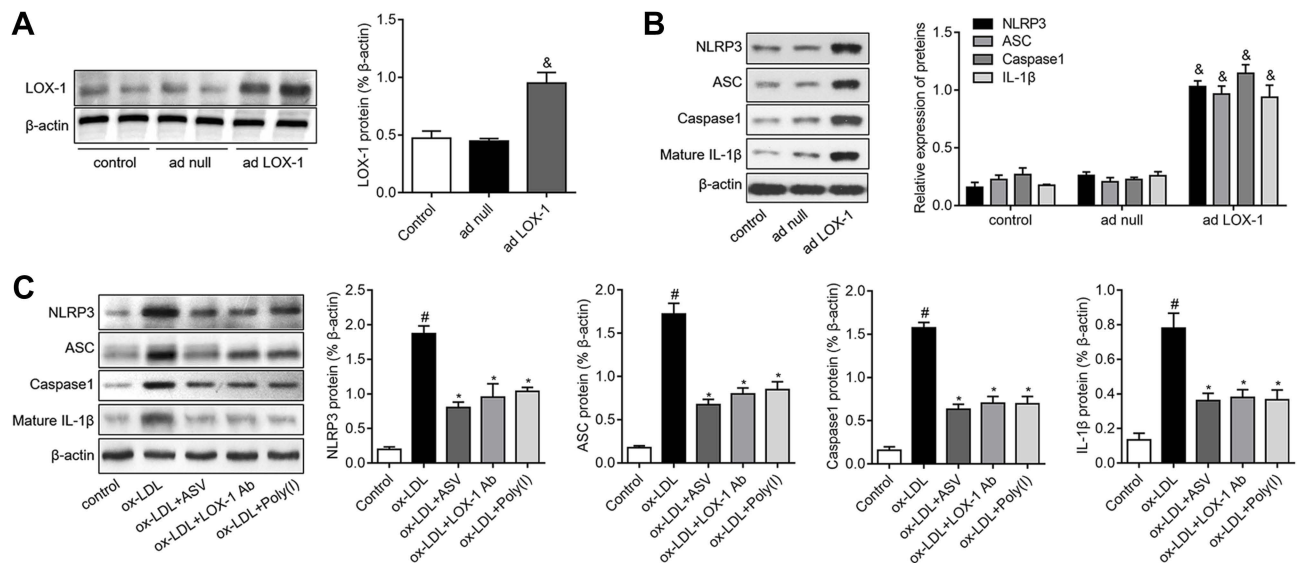 A
LOX-1
β-actin
control
ad null
ad LOX-1
LOX-1 protein (% β-actin)
1.5
1.0
0.5
0.0
&
Control
ad null
ad LOX-1
B
NLRP3
ASC
Caspase1
Mature IL-1β
β-actin
control
ad null
ad LOX-1
Relative expression of preteins
1.5
1.0
0.5
0.0
NLRP3
ASC
Caspase1
IL-1β
& & & &
control
ad null
ad LOX-1
C
NLRP3
ASC
Caspase1
Mature IL-1β
β-actin
control
ox-LDL
ox-LDL+ASV
ox-LDL+LOX-1 Ab
ox-LDL+Poly(I)
NLRP3 protein (% β-actin)
2.5
2.0
1.5
1.0
0.5
0.0
#
* * *
Control
ox-LDL
ox-LDL+ASV
ox-LDL+LOX-1 Ab
ox-LDL+Poly(I)
ASC protein (% β-actin)
2.0
1.5
1.0
0.5
0.0
#
* * *
Control
ox-LDL
ox-LDL+ASV
ox-LDL+LOX-1 Ab
ox-LDL+Poly(I)
Caspase1 protein (% β-actin)
2.0
1.5
1.0
0.5
0.0
#
* * *
Control
ox-LDL
ox-LDL+ASV
ox-LDL+LOX-1 Ab
ox-LDL+Poly(I)
IL-1β protein (% β-actin)
1.0
0.8
0.6
0.4
0.2
0.0
#
* * *
Control
ox-LDL
ox-LDL+ASV
ox-LDL+LOX-1 Ab
ox-LDL+Poly(I)